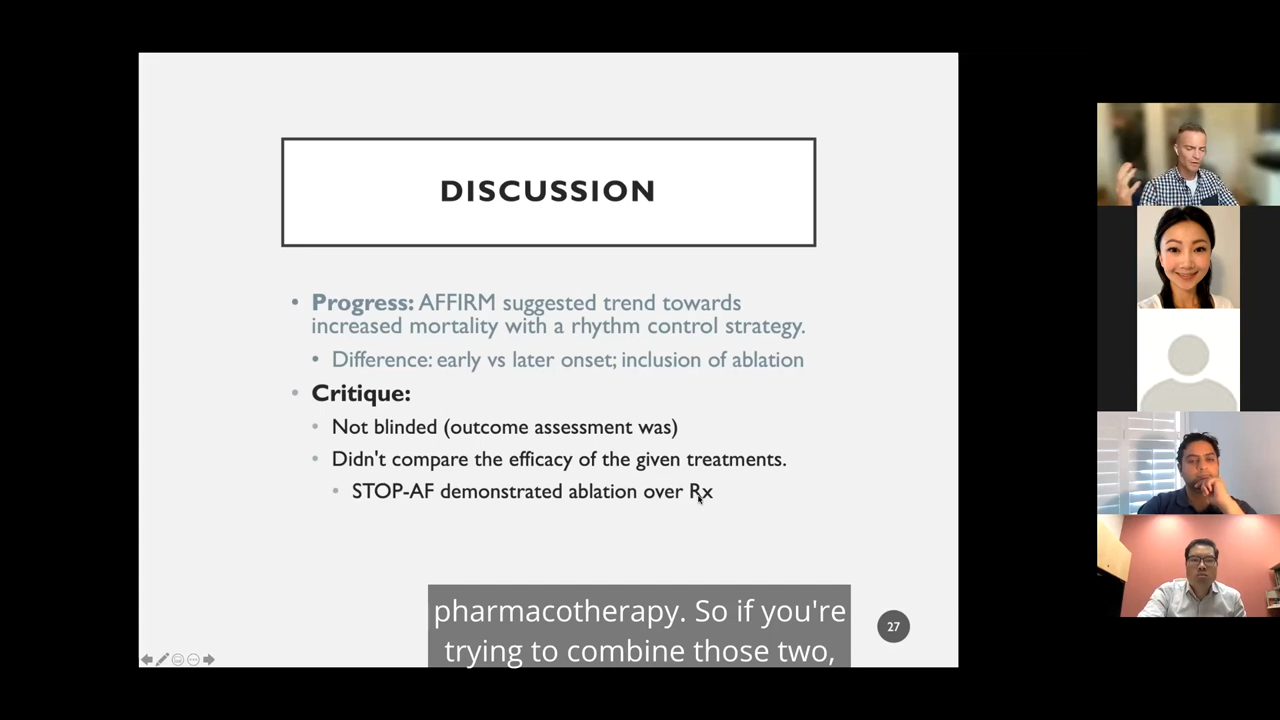 DISCUSSION
• Progress: AFFIRM suggested trend towards
increased mortality with a rhythm control strategy.
• Difference: early vs later onset; inclusion of ablation
• Critique:
• Not blinded (outcome assessment was)
• Didn't compare the efficacy of the given treatments.
• STOP-AF demonstrated ablation over Rx
pharmacotherapy. So if you're
trying to combine those two,
27